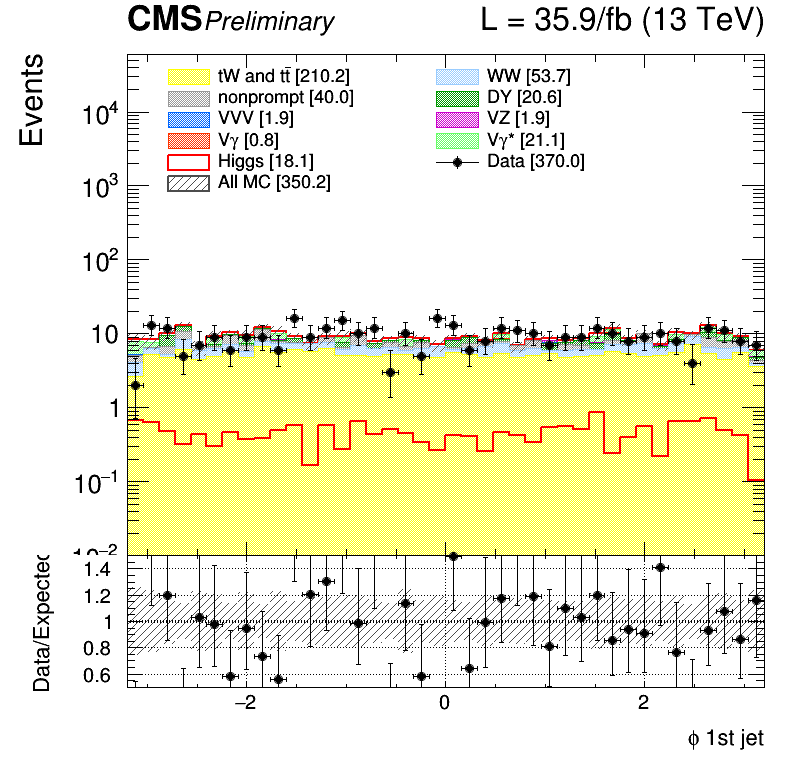 CMS Preliminary L = 35.9/fb (13 TeV)
Events
tW and tt̄ [210.2] WW [53.7]
nonprompt [40.0] DY [20.6]
VVV [1.9] VZ [1.9]
Vγ [0.8] Vγ* [21.1]
Higgs [18.1] Data [370.0]
All MC [350.2]
10⁴
10³
10²
10
1
10⁻¹
10⁻²
Data/Expected
1.4
1.2
1
0.8
0.6
−2 0 2
ϕ 1st jet